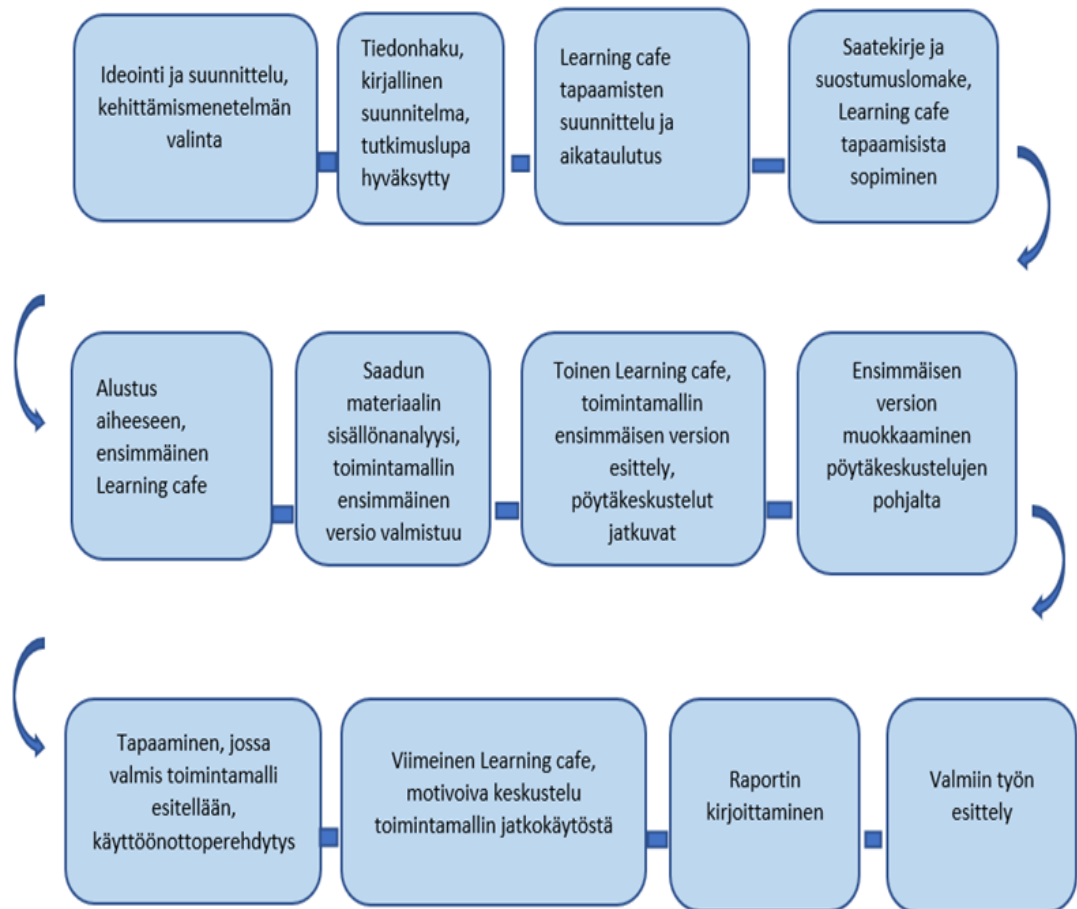 Ideointi ja suunnittelu,
kehittämismenetelmän
valinta
Tiedonhaku,
kirjallinen
suunnitelma,
tutkimuslupa
hyväksytty
Learning cafe
tapaamisten
suunnittelu ja
aikataulutus
Saatekirje ja
suostumuslomake,
Learning cafe
tapaamisista
sopiminen
Alustus
aiheeseen,
ensimmäinen
Learning cafe
Saadun
materiaalin
sisällönanalyysi,
toimintamallin
ensimmäinen
versio valmistuu
Toinen Learning cafe,
toimintamallin
ensimmäisen version
esittely,
pöytäkeskustelut
jatkuvat
Ensimmäisen
version
muokkaaminen
pöytäkeskustelujen
pohjalta
Tapaaminen, jossa
valmis toimintamalli
esitellään,
käyttöönottoperehdytys
Viimeinen Learning cafe,
motivoiva keskustelu
toimintamallin jatkokäytöstä
Raportin
kirjoittaminen
Valmiin työn
esittely